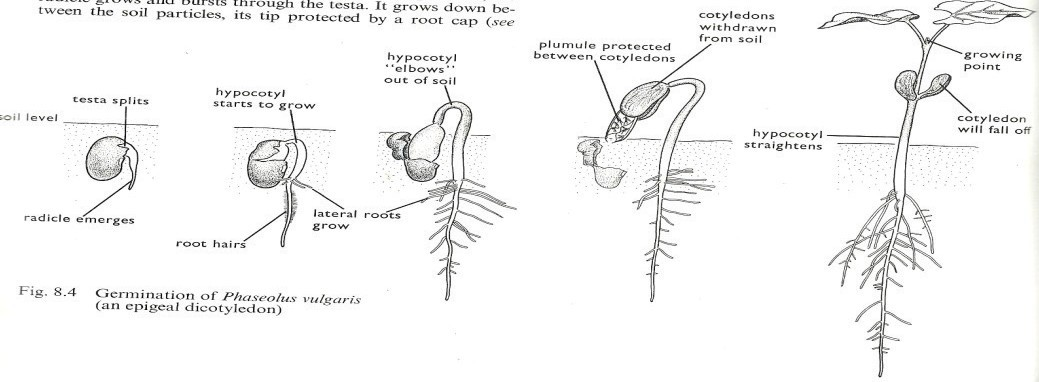 grows and bursts through the testa. It grows down be-
tween the soil particles, its tip protected by a root cap (see
cotyledons
withdrawn
from soil
plumule protected
between cotyledons
hypocotyl
"elbows"
out of soil
growing
point
testa splits
hypocotyl
starts to grow
soil level
cotyledon
will fall off
hypocotyl
straightens
radicle emerges
lateral roots
grow
root hairs
Fig. 8.4 Germination of Phaseolus vulgaris
(an epigeal dicotyledon)